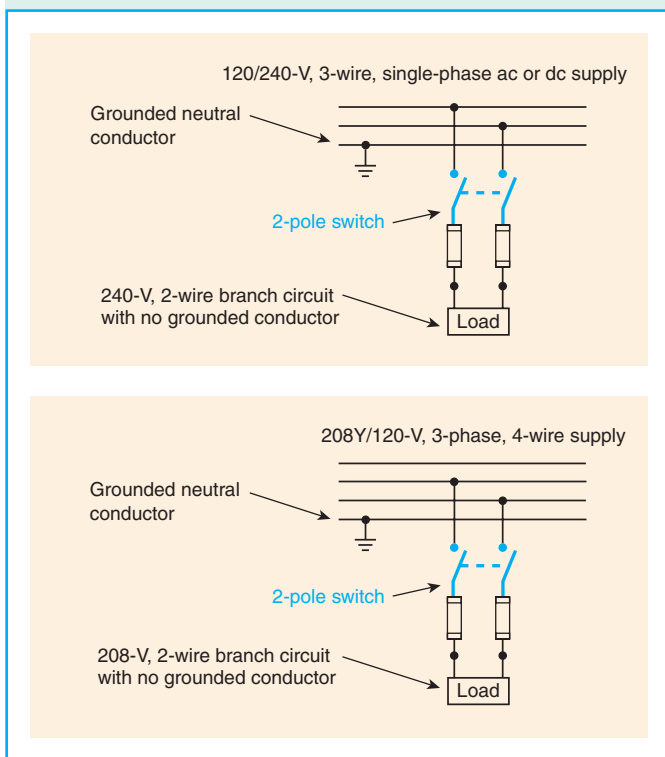 120/240-V, 3-wire, single-phase ac or dc supply
Grounded neutral
conductor
2-pole switch
240-V, 2-wire branch circuit
with no grounded conductor
Load
208Y/120-V, 3-phase, 4-wire supply
Grounded neutral
conductor
2-pole switch
208-V, 2-wire branch circuit
with no grounded conductor
Load